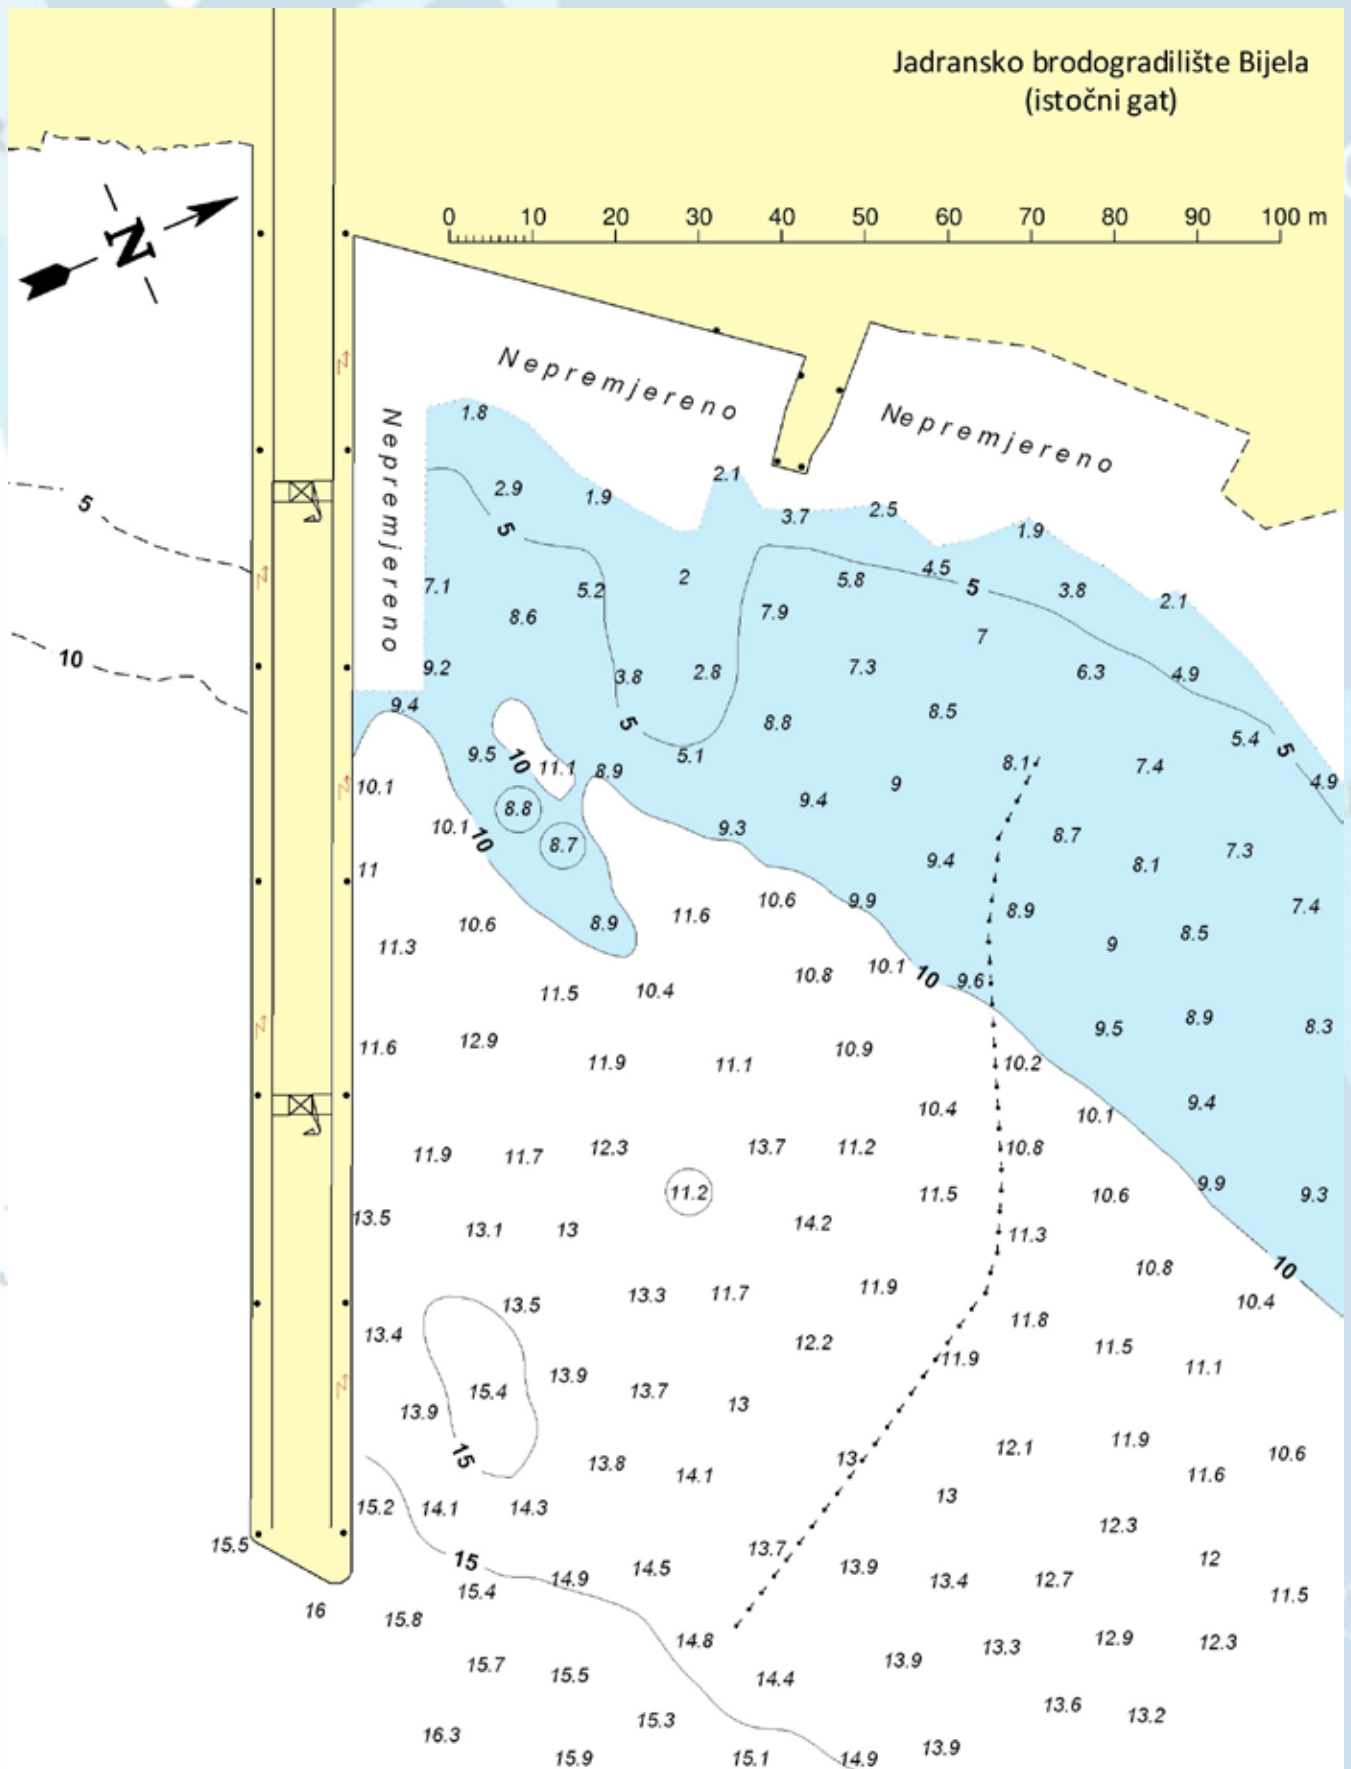 Jadransko brodogradilište Bijela
(istočni gat)
N
0 10 20 30 40 50 60 70 80 90 100 m
Nepremjereno
Nepremjereno
Nepremjereno
1.8
2.1
2.9 1.9
5
3.7 2.5
5
1.9
4.5
7.1 5.2 2 5.8 5 3.8 2.1
8.6 7.9
7
10
9.2 3.8 2.8 7.3 6.3 4.9
9.4 8.5
5 8.8
5.4 5
9.5 10 11.1 8.9 5.1 8.1 7.4
10.1 9 4.9
8.8 9.4
10.1 10 8.7 9.3 8.7
7.3
11 9.4 8.1
10.6 9.9 8.9 7.4
10.6 8.9 11.6
11.3 9 8.5
10.8 10.1 10 9.6
11.5 10.4
9.5 8.9 8.3
11.6 12.9 11.9 11.1 10.9 10.2
10.4 10.1 9.4
11.9 11.7 12.3 13.7 11.2 10.8
11.2 11.5 10.6 9.9 9.3
13.5 13.1 13 14.2 11.3
10.8 10
13.5 13.3 11.7 11.9 10.4
13.4 12.2 11.8 11.5
11.9 11.1
15.4 13.9 13.7 13
13.9
15 13.8 14.1 13 12.1 11.9 10.6
11.6
15.2 14.1 14.3 13 12.3
15.5 15 13.7 12
14.9 14.5 13.9 13.4 12.7 11.5
15.4
16 15.8 14.8 13.3 12.9 12.3
15.7 15.5 14.4 13.9
13.6 13.2
16.3 15.3
15.9 15.1 14.9 13.9